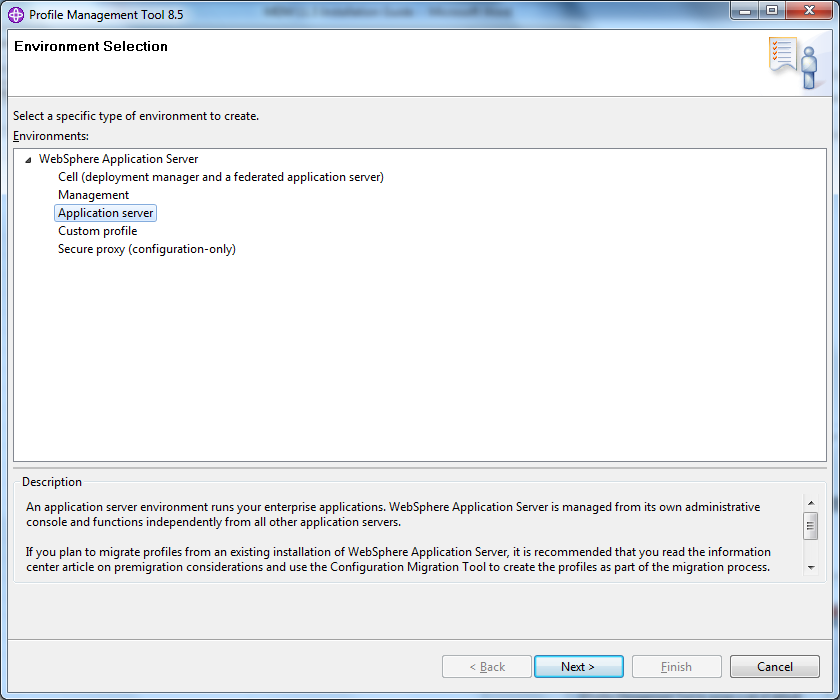 Profile Management Tool 8.5
Environment Selection
Select a specific type of environment to create.
Environments:
WebSphere Application Server
Cell (deployment manager and a federated application server)
Management
Application server
Custom profile
Secure proxy (configuration-only)
Description
An application server environment runs your enterprise applications. WebSphere Application Server is managed from its own administrative
console and functions independently from all other application servers.
If you plan to migrate profiles from an existing installation of WebSphere Application Server, it is recommended that you read the information
center article on premigration considerations and use the Configuration Migration Tool to create the profiles as part of the migration process.
< Back
Next >
Finish
Cancel